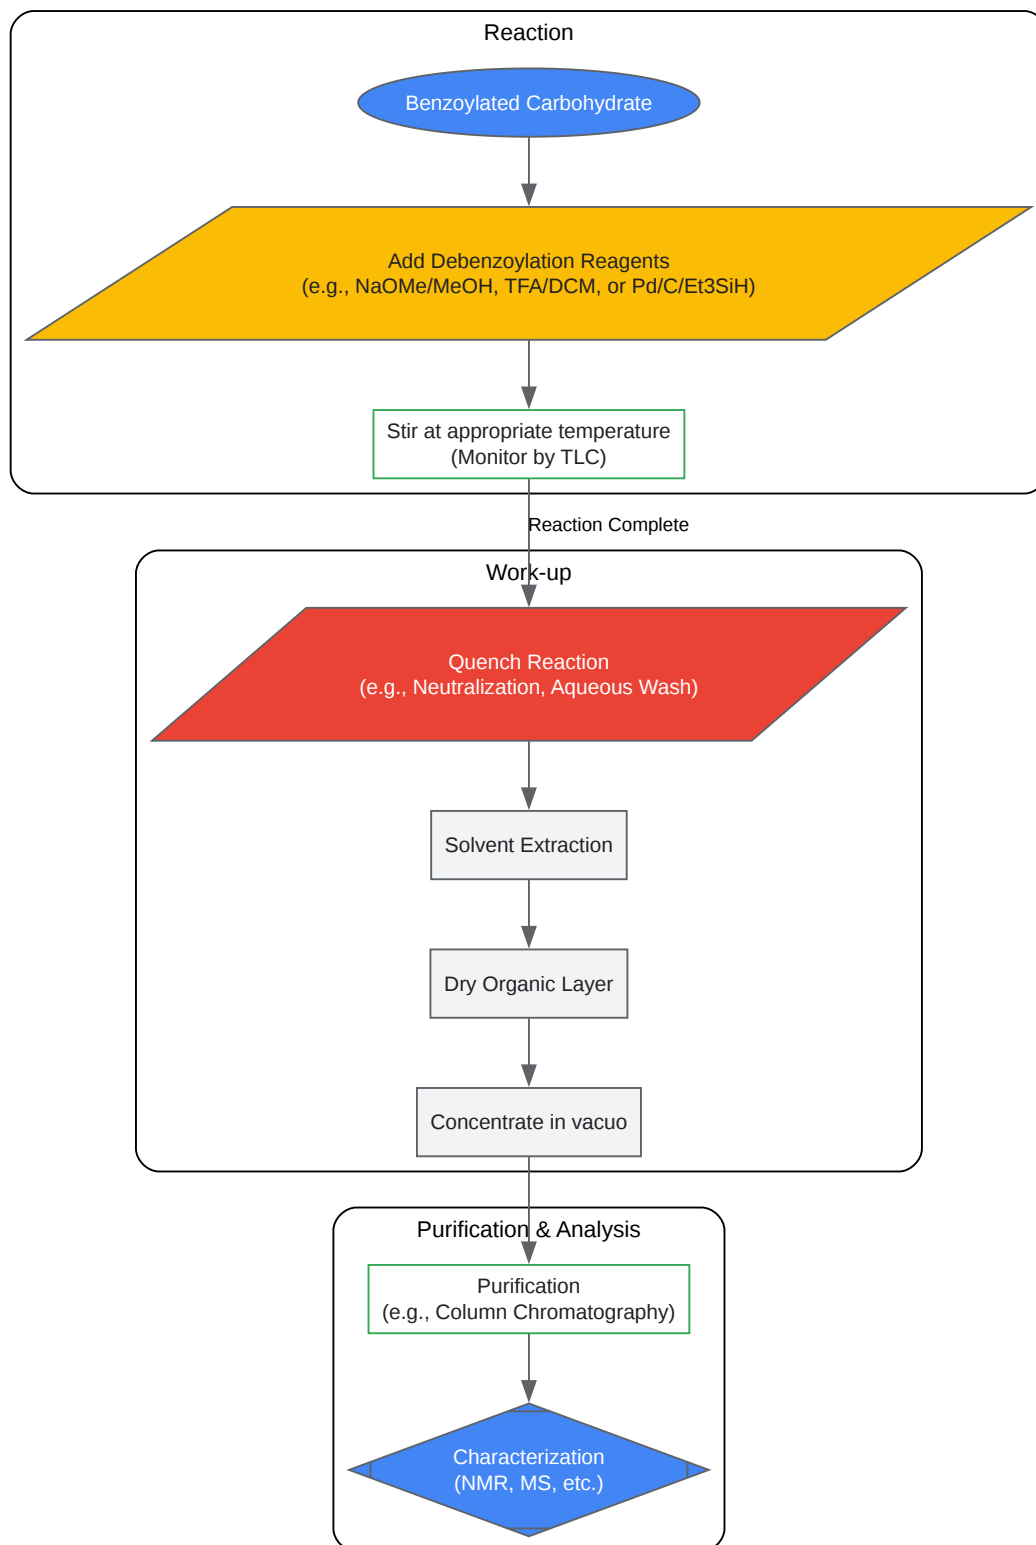 Reaction
Benzoylated Carbohydrate
Add Debenzoylation Reagents
(e.g., NaOMe/MeOH, TFA/DCM, or Pd/C/Et3SiH)
Stir at appropriate temperature
(Monitor by TLC)
Reaction Complete
Work-up
Quench Reaction
(e.g., Neutralization, Aqueous Wash)
Solvent Extraction
Dry Organic Layer
Concentrate in vacuo
Purification & Analysis
Purification
(e.g., Column Chromatography)
Characterization
(NMR, MS, etc.)